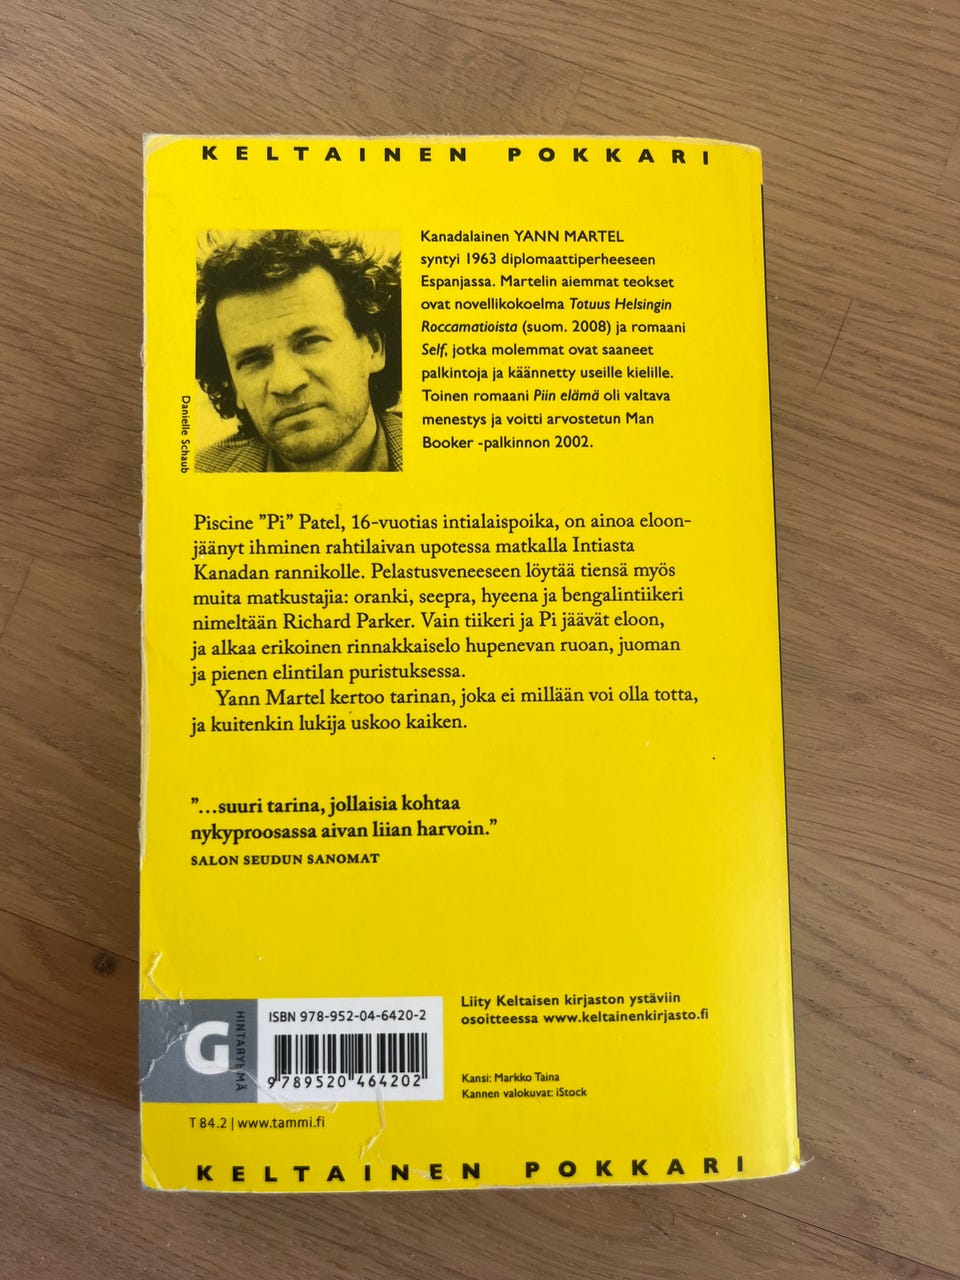 KELTAINEN POKKARI
Kanadalainen YANN MARTEL
syntyi 1963 diplomaattiperheeseen
Espanjassa. Martelin aiemmat teokset
ovat novellikokoelma Totuus Helsingin
Roccamatioista (suom. 2008) ja romaani
Self, jotka molemmat ovat saaneet
palkintoja ja käännetty useille kielille.
Toinen romaani Piin elämä oli valtava
menestys ja voitti arvostetun Man
Booker -palkinnon 2002.
Danielle Schaub
Piscine ”Pi” Patel, 16-vuotias intialaispoika, on ainoa eloon-
jäänyt ihminen rahtilaivan upotessa matkalla Intiasta
Kanadan rannikolle. Pelastusveneeseen löytää tiensä myös
muita matkustajia: oranki, seepra, hyeena ja bengalintiikeri
nimeltään Richard Parker. Vain tiikeri ja Pi jäävät eloon,
ja alkaa erikoinen rinnakkaiselo hupenevan ruoan, juoman
ja pienen elintilan puristuksessa.
Yann Martel kertoo tarinan, joka ei millään voi olla totta,
ja kuitenkin lukija uskoo kaiken.
”...suuri tarina, jollaisia kohtaa
nykyproosassa aivan liian harvoin.”
SALON SEUDUN SANOMAT
G
HINTARYHMÄ
ISBN 978-952-04-6420-2
9 789520 464202
Liity Keltaisen kirjaston ystäviin
osoitteessa www.keltainenkirjasto.fi
Kansi: Markko Taina
Kannen valokuvat: iStock
T 84.2 | www.tammi.fi
KELTAINEN POKKARI